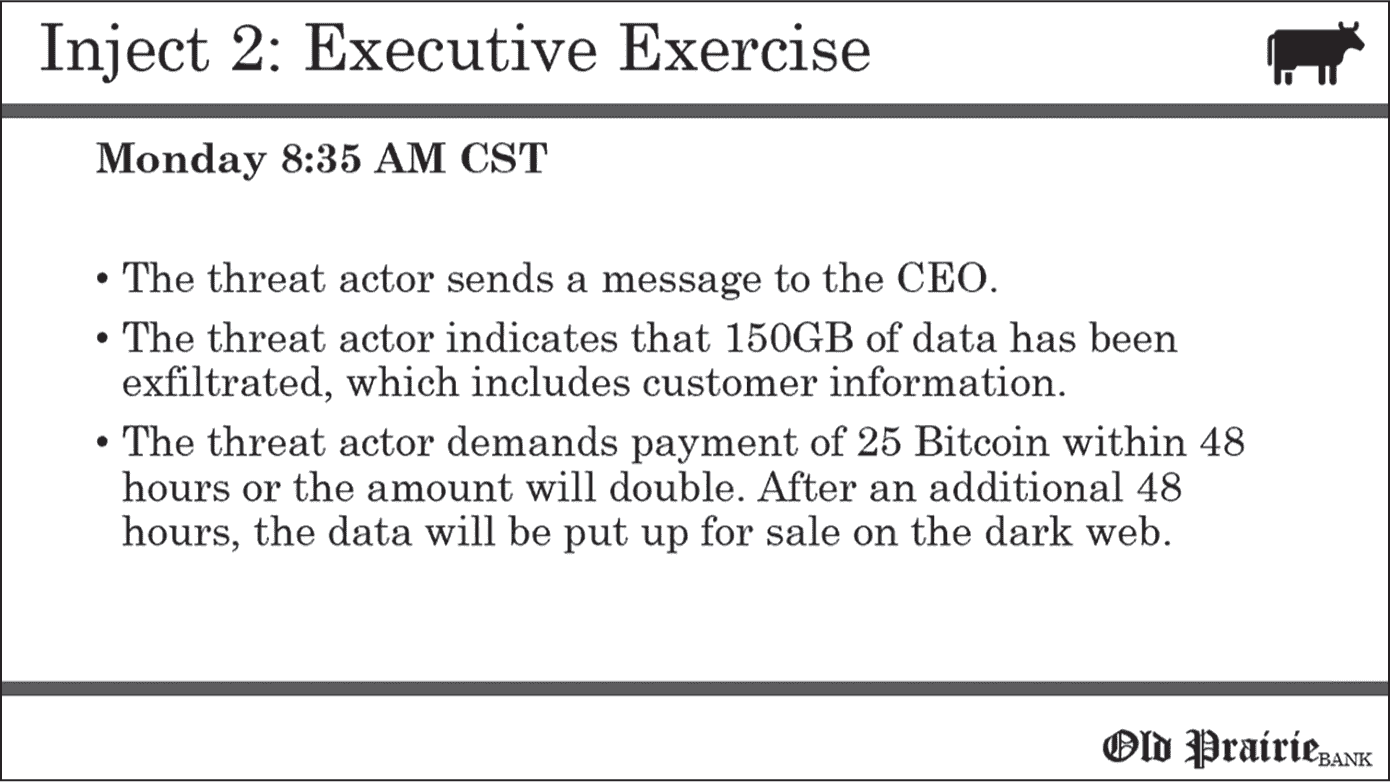 Inject 2: Executive Exercise
Monday 8:35 AM CST
• The threat actor sends a message to the CEO.
• The threat actor indicates that 150GB of data has been
exfiltrated, which includes customer information.
• The threat actor demands payment of 25 Bitcoin within 48
hours or the amount will double. After an additional 48
hours, the data will be put up for sale on the dark web.
Old Prairie BANK